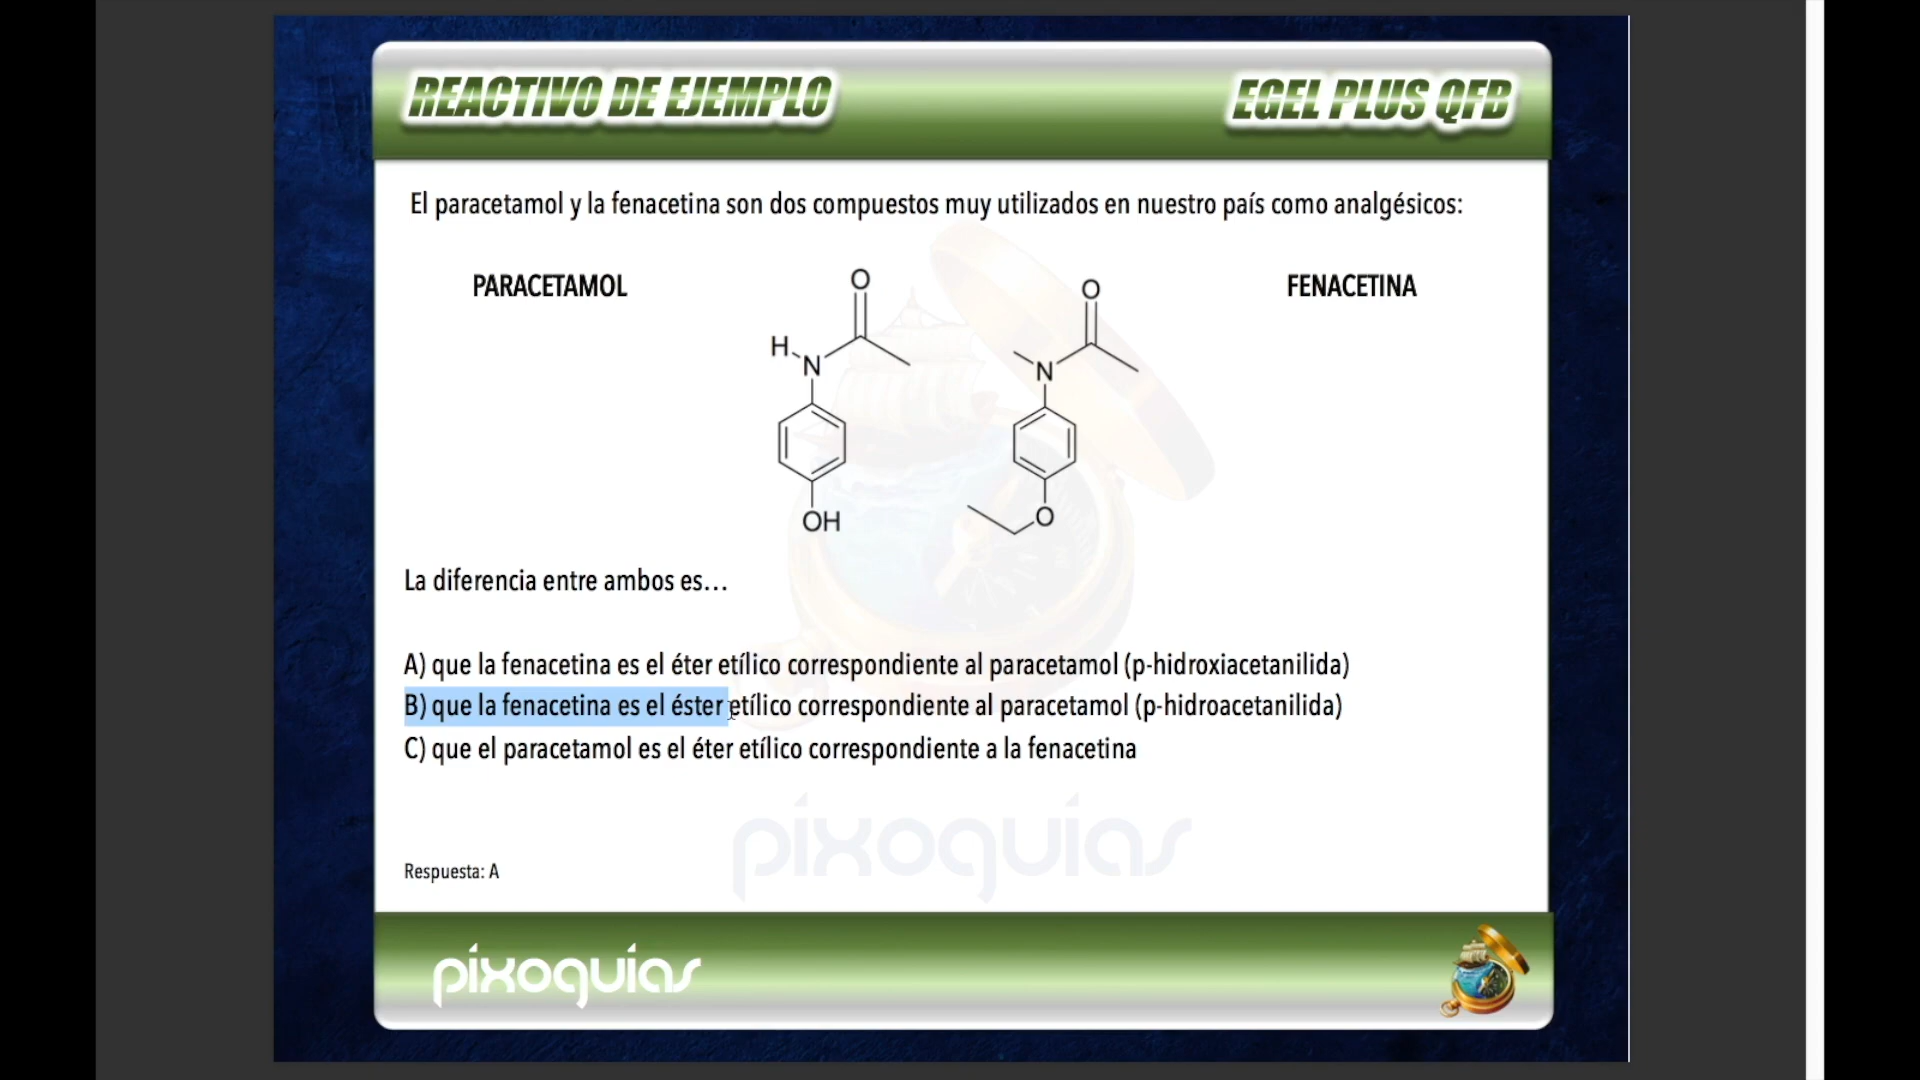 REACTIVO DE EJEMPLO
EGEL PLUS QFB
El paracetamol y la fenacetina son dos compuestos muy utilizados en nuestro país como analgésicos:
PARACETAMOL
FENACETINA
O
O
H
N
N
OH
O
La diferencia entre ambos es...
A) que la fenacetina es el éter etílico correspondiente al paracetamol (p-hidroxiacetanilida)
B) que la fenacetina es el éster etílico correspondiente al paracetamol (p-hidroacetanilida)
C) que el paracetamol es el éter etílico correspondiente a la fenacetina
pixoguías
Respuesta: A
pixoguías